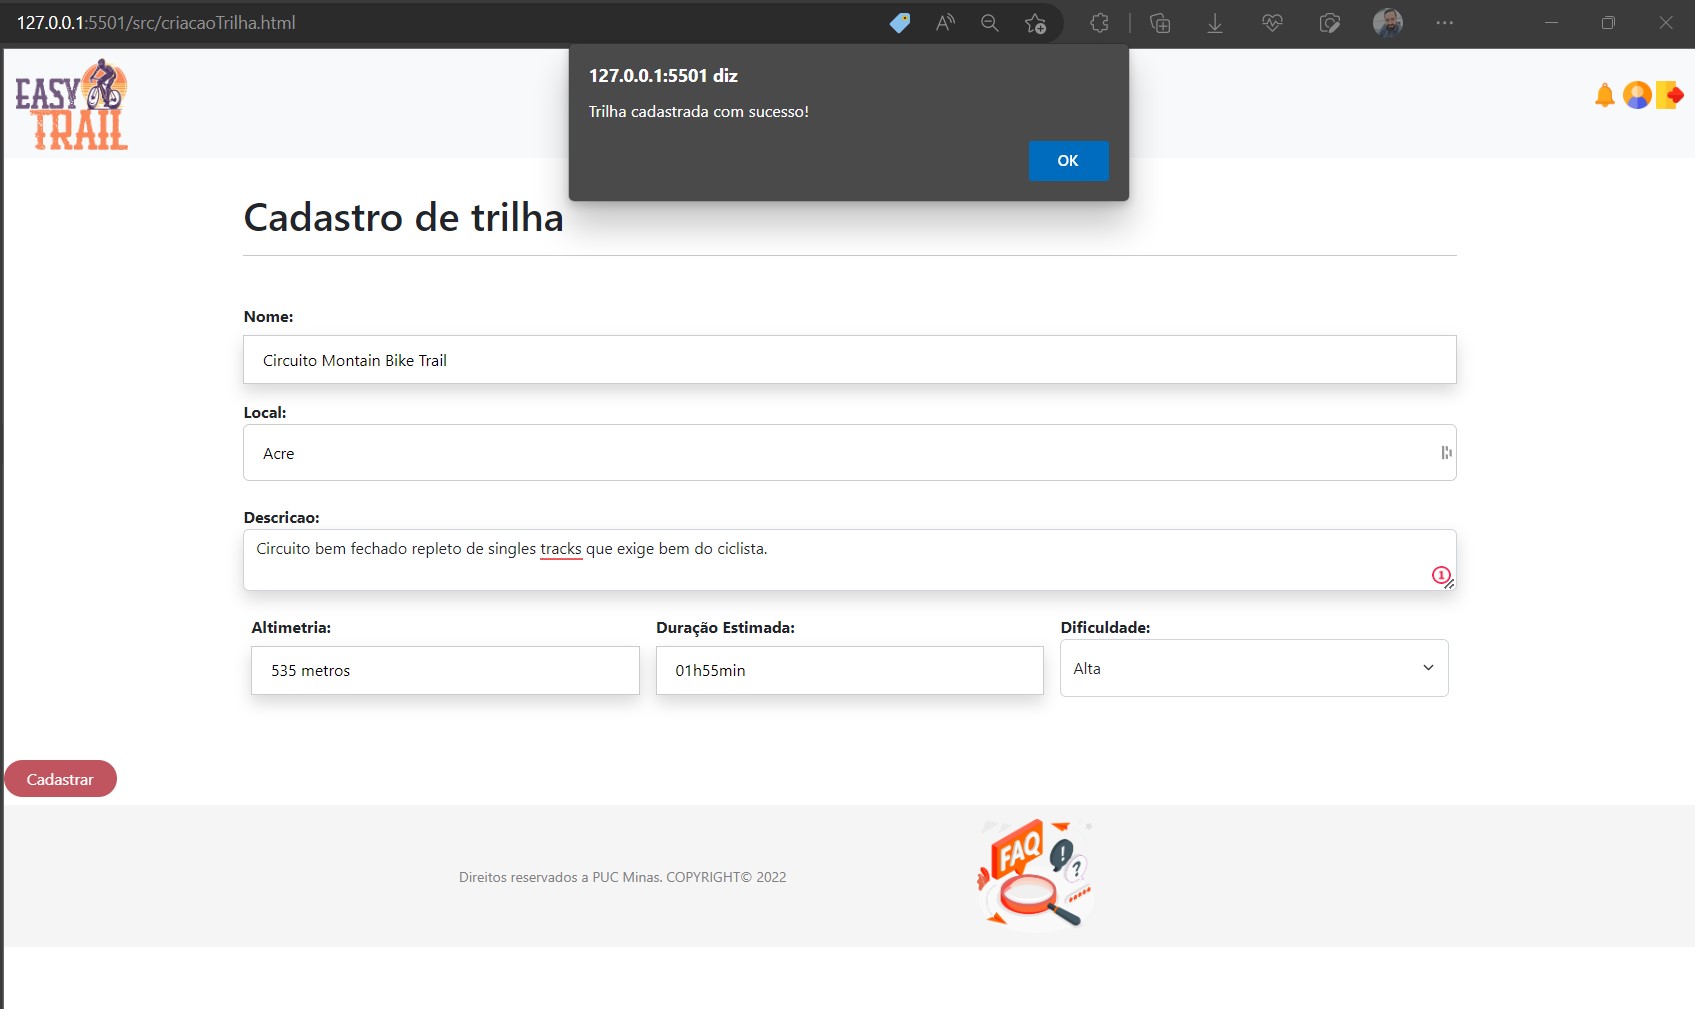 127.0.0.1:5501/src/criacaoTrilha.html
127.0.0.1:5501 diz
Trilha cadastrada com sucesso!
OK
EASY
TRAIL
Cadastro de trilha
Nome:
Circuito Montain Bike Trail
Local:
Acre
Descricao:
Circuito bem fechado repleto de singles tracks que exige bem do ciclista.
1
Altimetria: Duração Estimada: Dificuldade:
535 metros 01h55min Alta
Cadastrar
Direitos reservados a PUC Minas. COPYRIGHT© 2022
FAQ
! ?